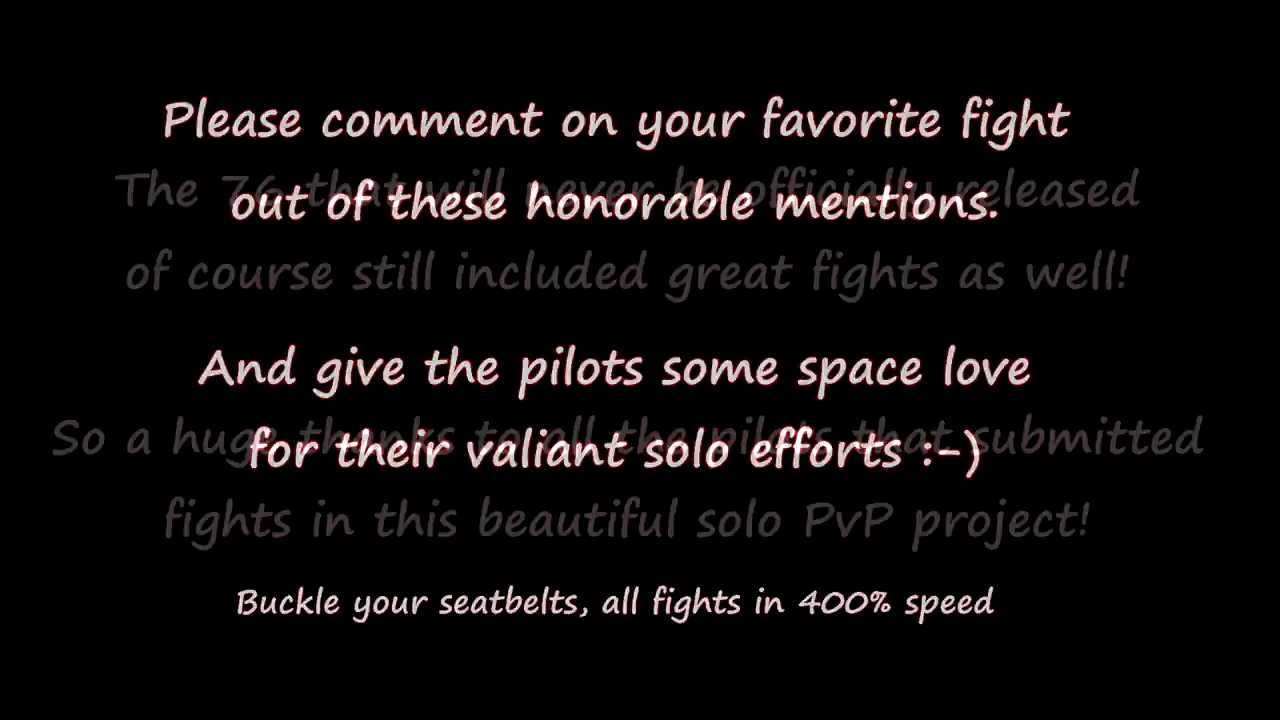 Please comment on your favorite fight
The 76 that will never be officially released
out of these honorable mentions.
of course still included great fights as well!
And give the pilots some space love
So a huge thanks to all the pilots that submitted
for their valiant solo efforts :-)
fights in this beautiful solo PvP project!
Buckle your seatbelts, all fights in 400% speed